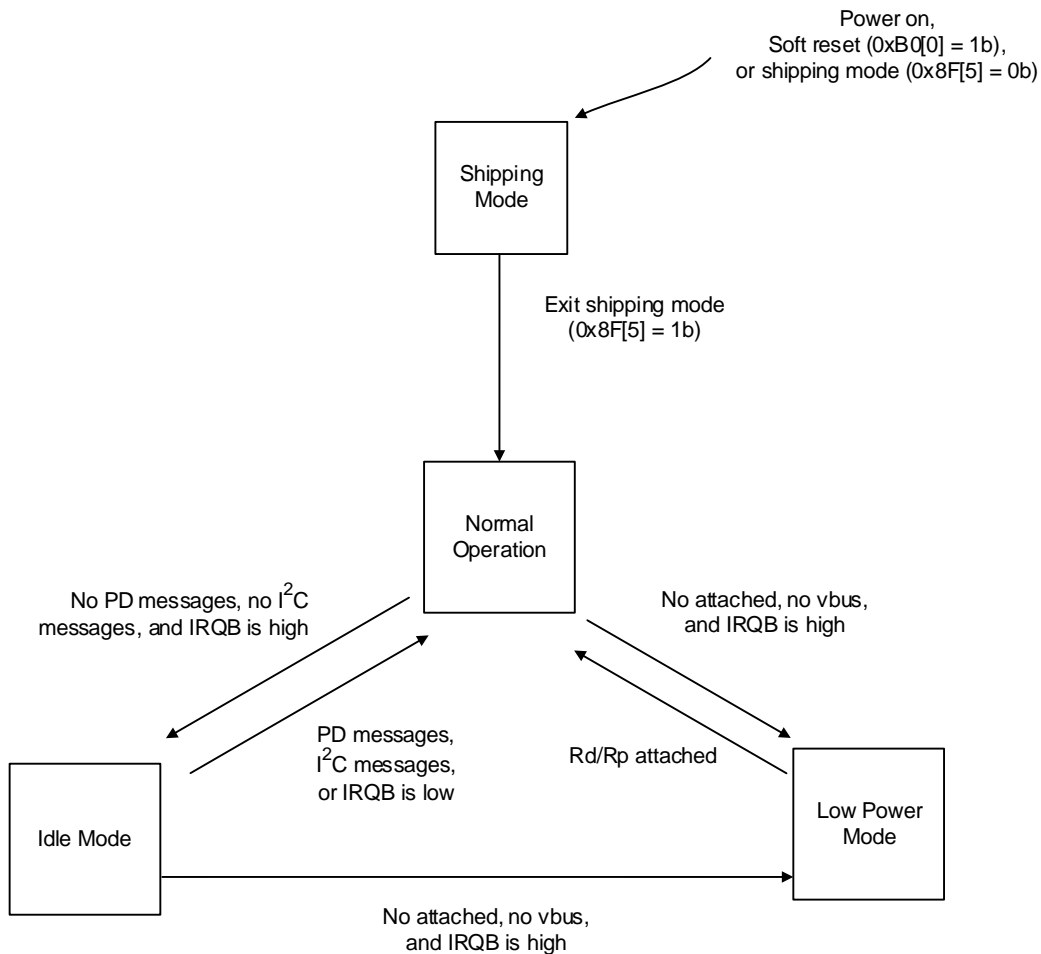 Power on,
Soft reset (0xB0[0] = 1b),
or shipping mode (0x8F[5] = 0b)
Shipping
Mode
Exit shipping mode
(0x8F[5] = 1b)
Normal
Operation
No PD messages, no I²C
messages, and IRQB is high
No attached, no vbus,
and IRQB is high
PD messages,
I²C messages,
or IRQB is low
Rd/Rp attached
Idle Mode
Low Power
Mode
No attached, no vbus,
and IRQB is high